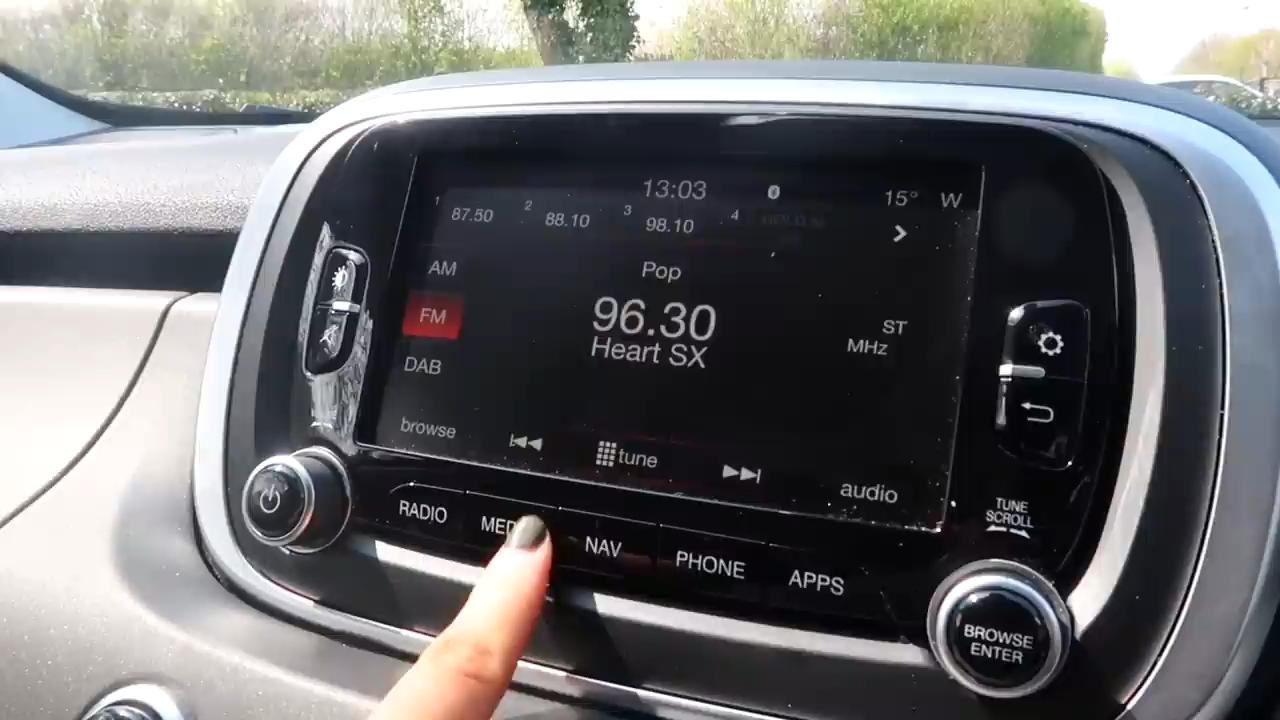 13:03
15° W
1 87.50 2 88.10 3 98.10 4
AM
Pop
FM
96.30
ST
Heart SX
MHz
DAB
browse
tune
audio
TUNE
SCROLL
RADIO
NAV
PHONE
APPS
BROWSE
ENTER